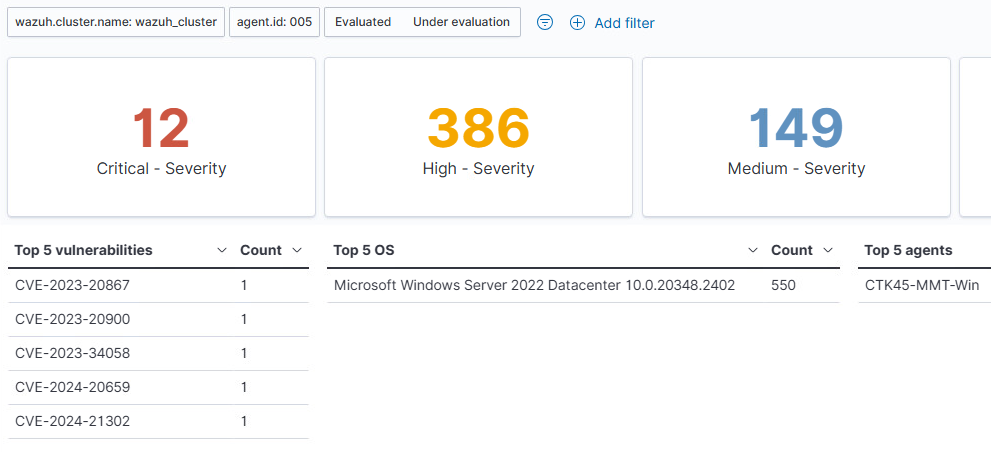 wazuh.cluster.name: wazuh_cluster agent.id: 005 Evaluated Under evaluation Add filter
12 386 149
Critical - Severity High - Severity Medium - Severity
Top 5 vulnerabilities Count Top 5 OS Count Top 5 agents
CVE-2023-20867 1 Microsoft Windows Server 2022 Datacenter 10.0.20348.2402 550 CTK45-MMT-Win
CVE-2023-20900 1
CVE-2023-34058 1
CVE-2024-20659 1
CVE-2024-21302 1